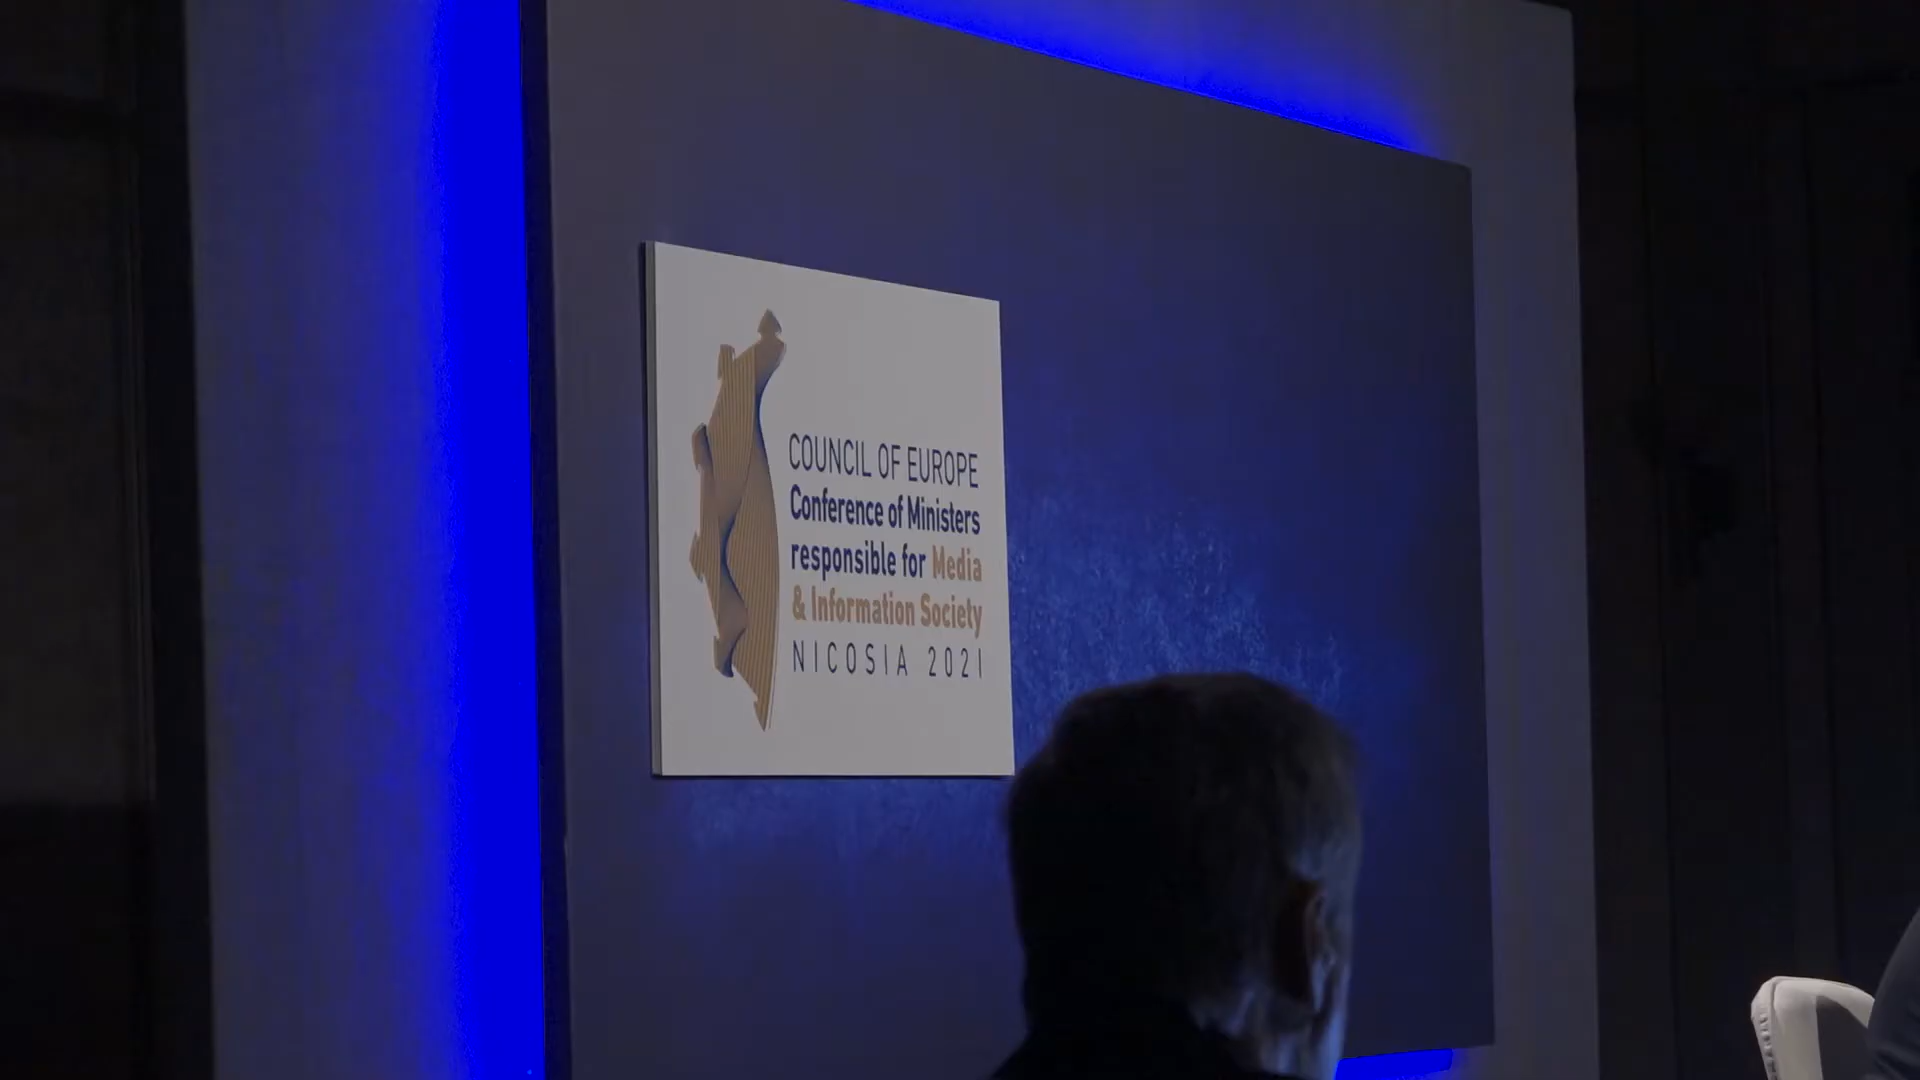 COUNCIL OF EUROPE
Conference of Ministers
responsible for Media
& Information Society
NICOSIA 2021